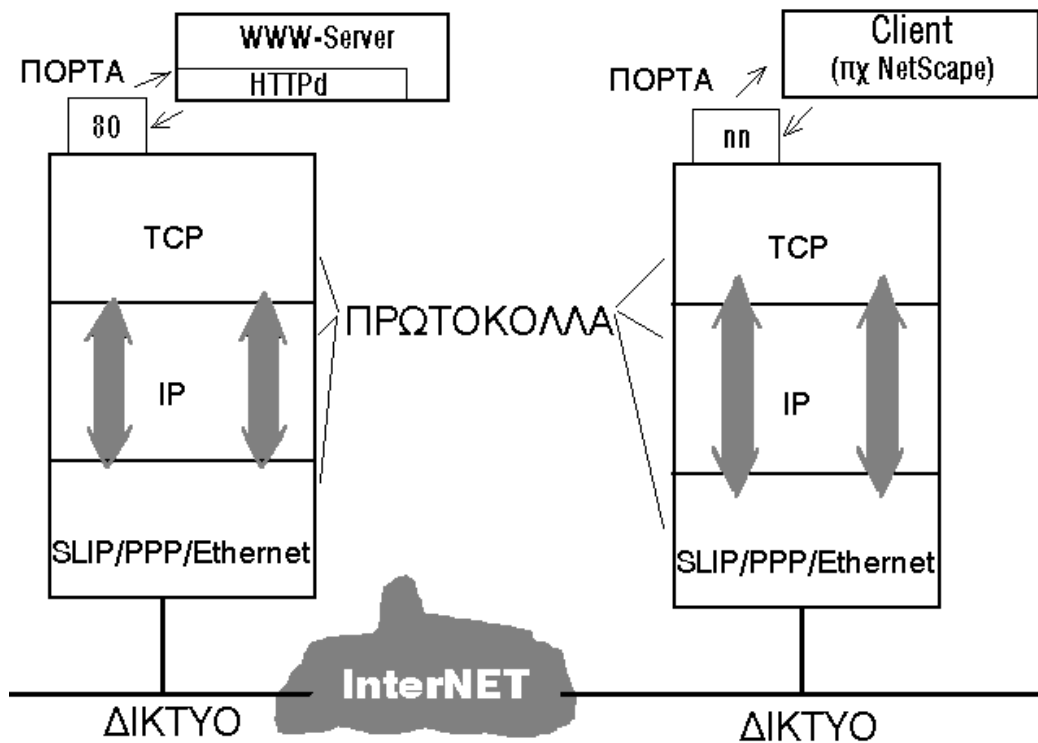 WWW-Server
HTTPd
ΠΟΡΤΑ
80
TCP
IP
SLIP/PPP/Ethernet
ΔΙΚΤΥΟ
ΠΡΩΤΟΚΟΛΛΑ
InterNET
Client
(πχ NetScape)
ΠΟΡΤΑ
nn
TCP
IP
SLIP/PPP/Ethernet
ΔΙΚΤΥΟ